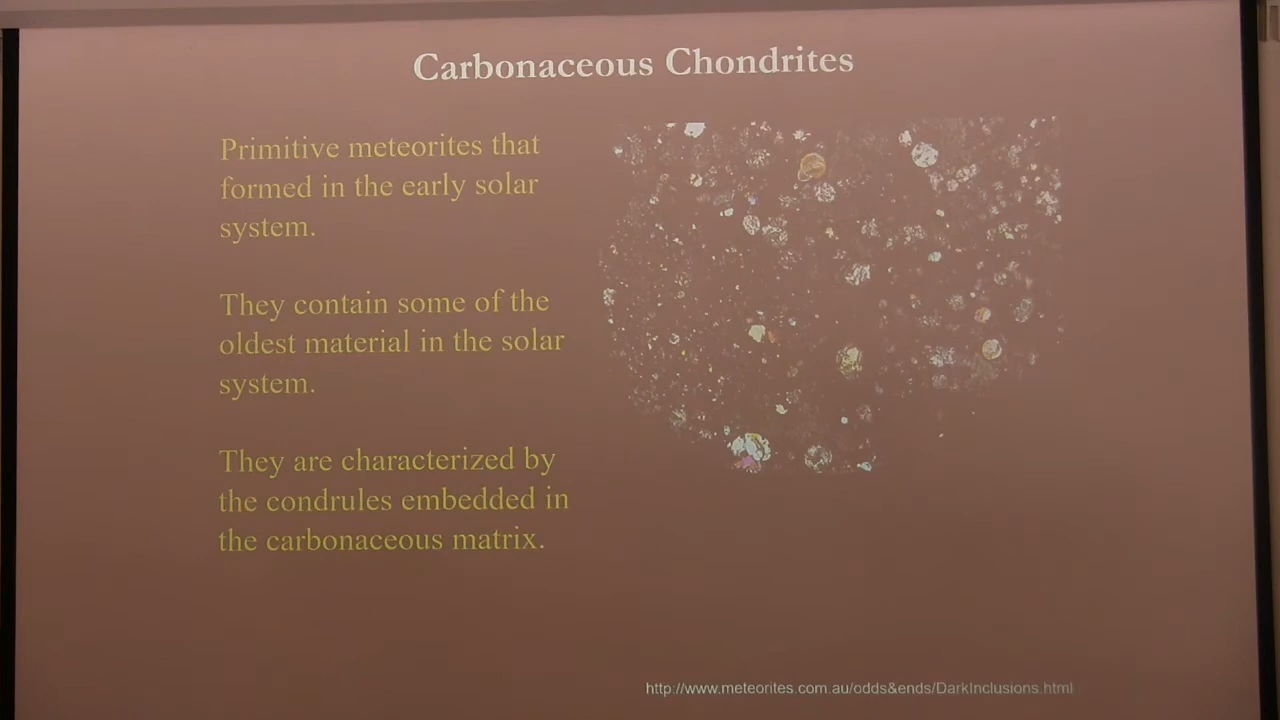 Carbonaceous Chondrites
Primitive meteorites that
formed in the early solar
system.
They contain some of the
oldest material in the solar
system.
They are characterized by
the condrules embedded in
the carbonaceous matrix.
http://www.meteorites.com.au/odds&ends/DarkInclusions.html